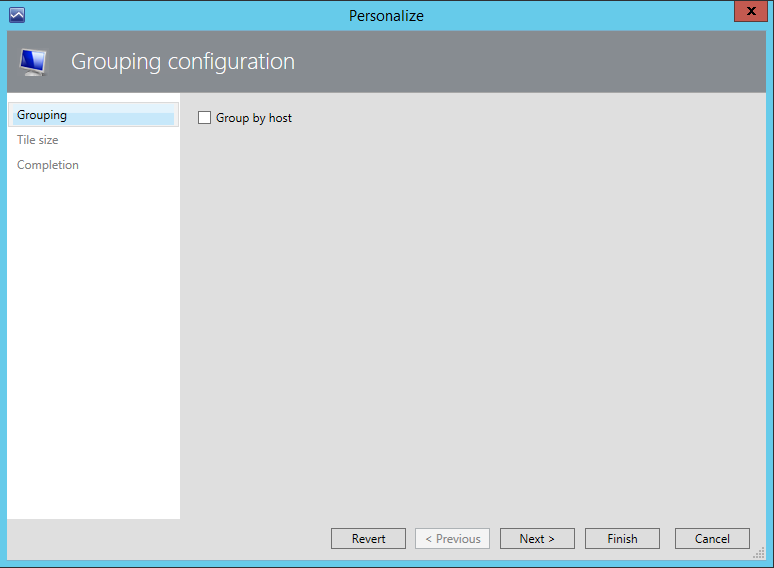 Personalize
Grouping configuration
Grouping
Tile size
Completion
Group by host
Revert
< Previous
Next >
Finish
Cancel